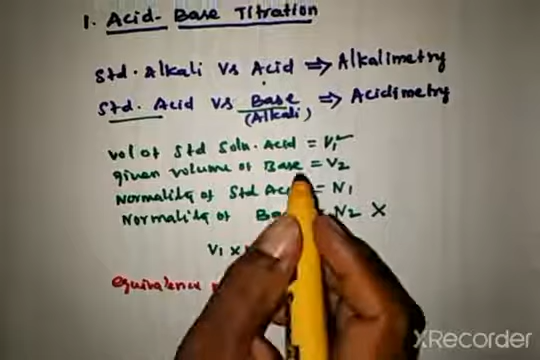 1. Acid-Base Titration
Std. Alkali Vs Acid ⇒ Alkalimetry
Std. Acid vs Base ⇒ Acidimetry
(Alkali)
vol of Std Soln. Acid = V1
given volume of Base = V2
Normality of Std = N1
Normality of = N2 ×
V1 ×
equivalence
XRecorder